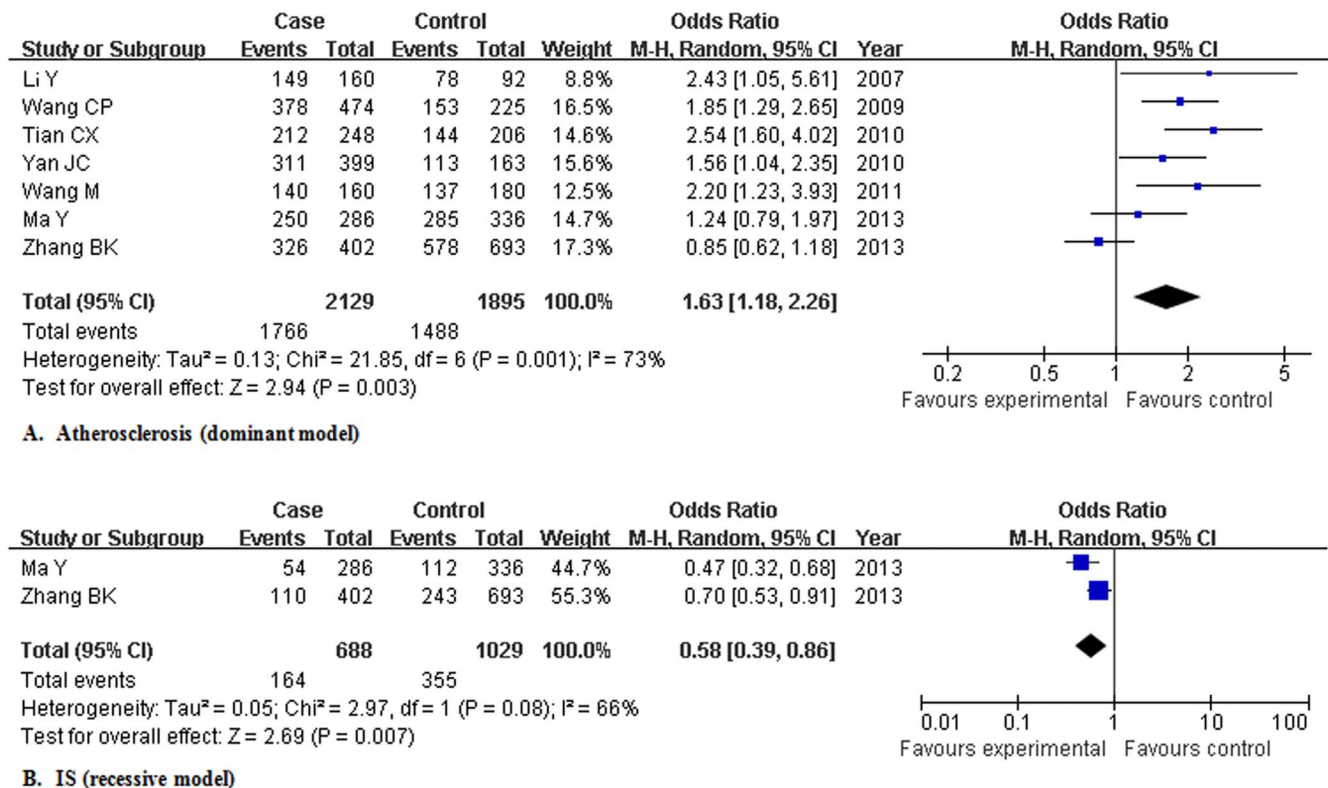 Case Control Odds Ratio Odds Ratio
Study or Subgroup Events Total Events Total Weight M-H, Random, 95% CI Year M-H, Random, 95% CI
Li Y 149 160 78 92 8.8% 2.43 [1.05, 5.61] 2007
Wang CP 378 474 153 225 16.5% 1.85 [1.29, 2.65] 2009
Tian CX 212 248 144 206 14.6% 2.54 [1.60, 4.02] 2010
Yan JC 311 399 113 163 15.6% 1.56 [1.04, 2.35] 2010
Wang M 140 160 137 180 12.5% 2.20 [1.23, 3.93] 2011
Ma Y 250 286 285 336 14.7% 1.24 [0.79, 1.97] 2013
Zhang BK 326 402 578 693 17.3% 0.85 [0.62, 1.18] 2013
Total (95% CI) 2129 1895 100.0% 1.63 [1.18, 2.26]
Total events 1766 1488
Heterogeneity: Tau² = 0.13; Chi² = 21.85, df = 6 (P = 0.001); I² = 73%
Test for overall effect: Z = 2.94 (P = 0.003)
0.2 0.5 1 2 5
Favours experimental Favours control
A. Atherosclerosis (dominant model)
Case Control Odds Ratio Odds Ratio
Study or Subgroup Events Total Events Total Weight M-H, Random, 95% CI Year M-H, Random, 95% CI
Ma Y 54 286 112 336 44.7% 0.47 [0.32, 0.68] 2013
Zhang BK 110 402 243 693 55.3% 0.70 [0.53, 0.91] 2013
Total (95% CI) 688 1029 100.0% 0.58 [0.39, 0.86]
Total events 164 355
Heterogeneity: Tau² = 0.05; Chi² = 2.97, df = 1 (P = 0.08); I² = 66%
Test for overall effect: Z = 2.69 (P = 0.007)
0.01 0.1 1 10 100
Favours experimental Favours control
B. IS (recessive model)